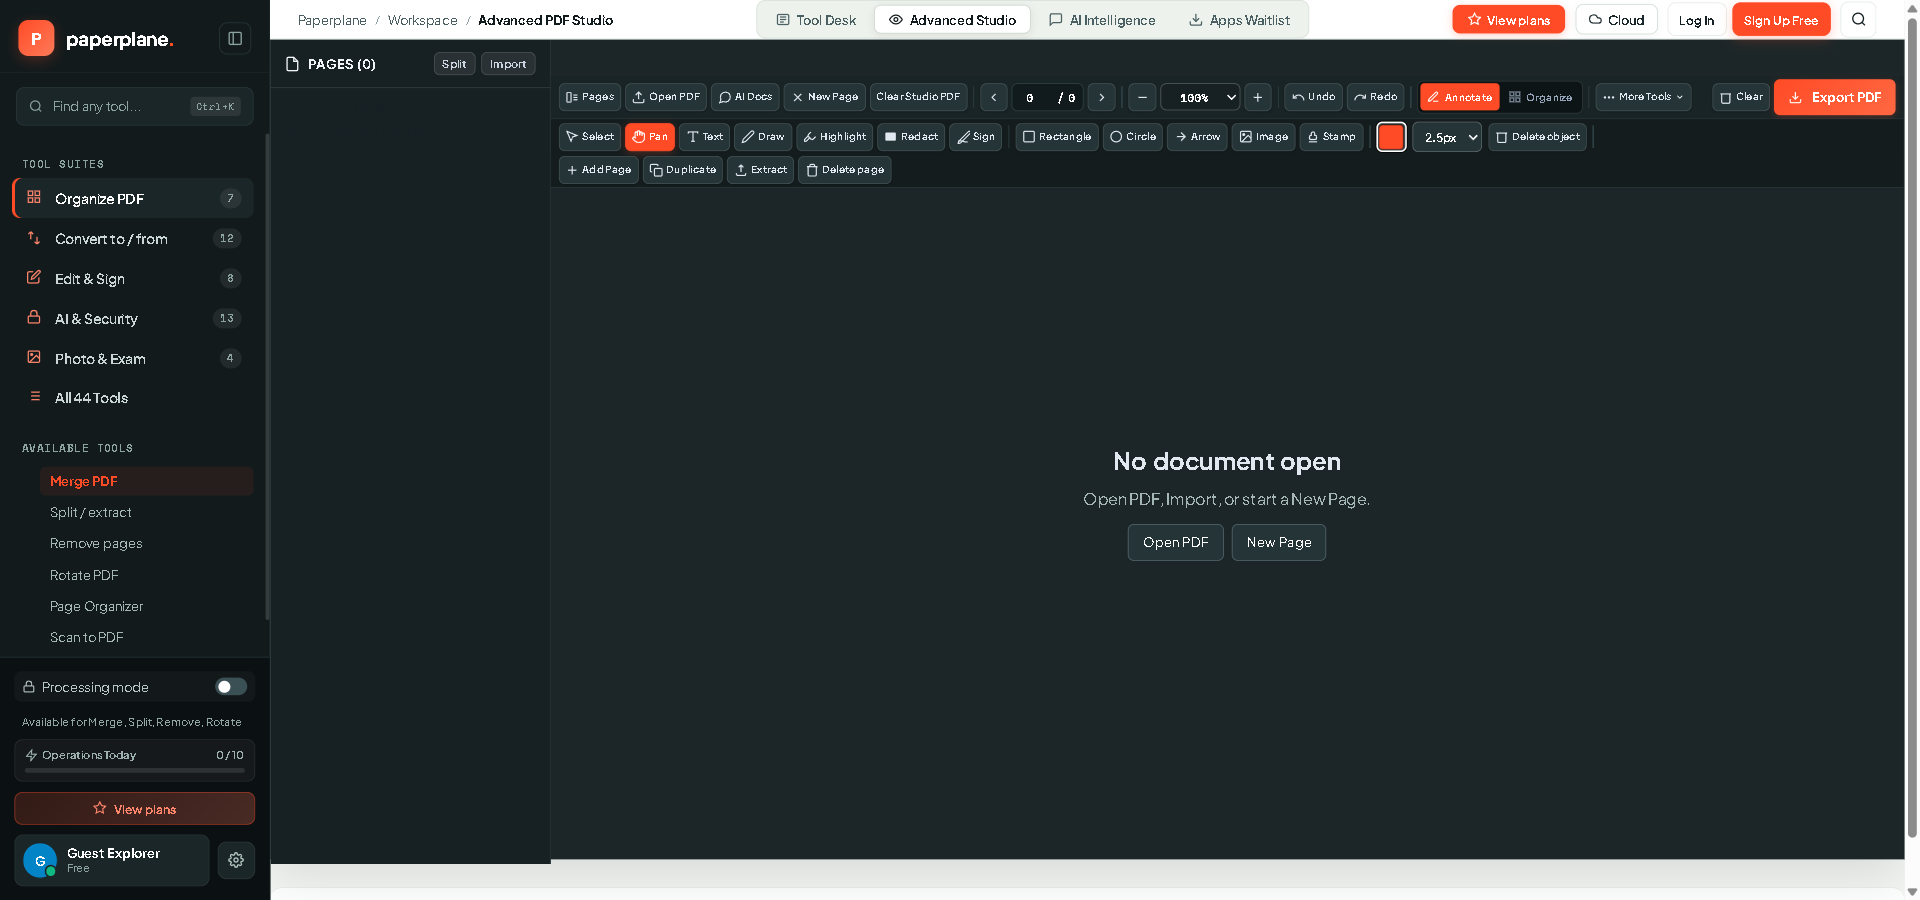 P paperplane.
Find any tool... Ctrl+K
TOOL SUITES
Organize PDF 7
Convert to / from 12
Edit & Sign 8
AI & Security 13
Photo & Exam 4
All 44 Tools
AVAILABLE TOOLS
Merge PDF
Split / extract
Remove pages
Rotate PDF
Page Organizer
Scan to PDF
Processing mode
Available for Merge, Split, Remove, Rotate
Operations Today 0/10
View plans
G Guest Explorer
Free
Paperplane / Workspace / Advanced PDF Studio
Tool Desk Advanced Studio AI Intelligence Apps Waitlist
View plans Cloud Log In Sign Up Free
PAGES (0) Split Import
Pages Open PDF AI Docs New Page Clear Studio PDF 0 / 0 100% Undo Redo Annotate Organize More Tools Clear Export PDF
Select Pan Text Draw Highlight Redact Sign Rectangle Circle Arrow Image Stamp 2.5px Delete object
Add Page Duplicate Extract Delete page
No document open
Open PDF, Import, or start a New Page.
Open PDF New Page